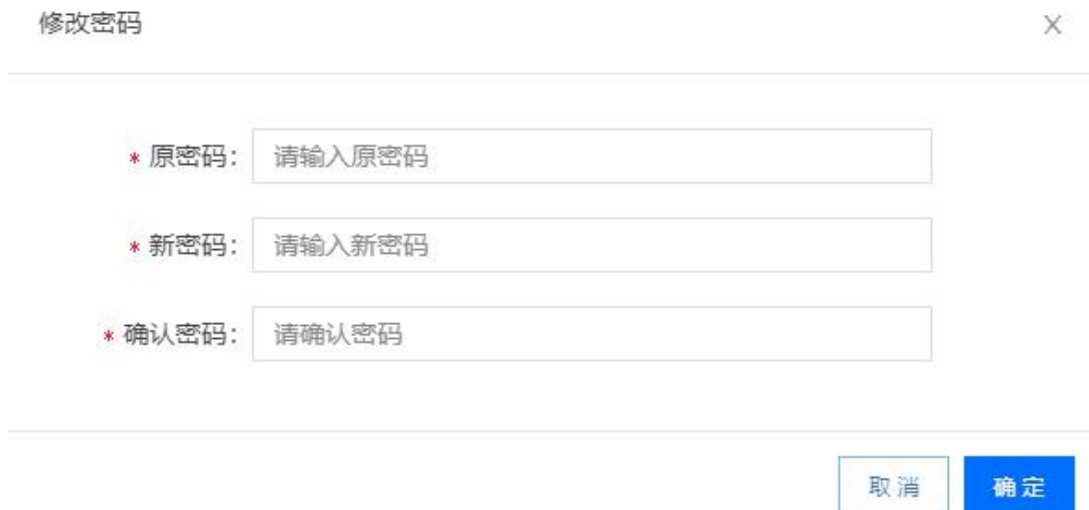 修改密码 X
* 原密码： 请输入原密码
* 新密码： 请输入新密码
* 确认密码： 请确认密码
取消 确定